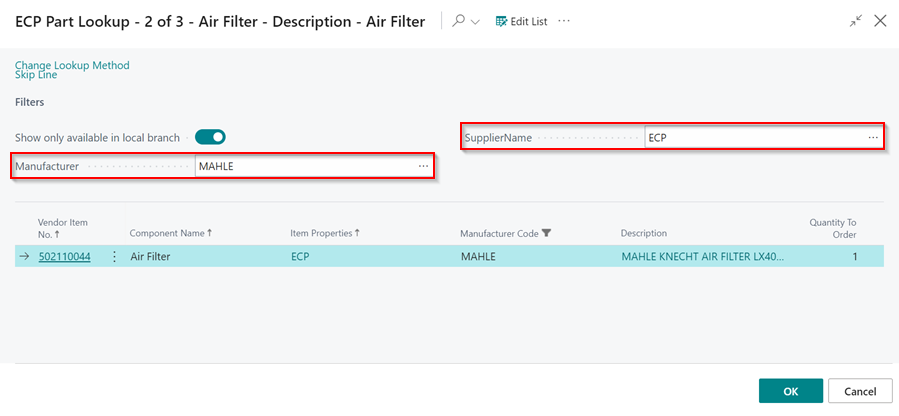 ECP Part Lookup - 2 of 3 - Air Filter - Description - Air Filter
Edit List ···
Change Lookup Method
Skip Line
Filters
Show only available in local branch
SupplierName ECP ···
Manufacturer MAHLE ···
Vendor Item No. ↑ Component Name ↑ Item Properties ↑ Manufacturer Code Description Quantity To Order
→ 502110044 ⋮ Air Filter ECP MAHLE MAHLE KNECHT AIR FILTER LX40... 1
OK Cancel